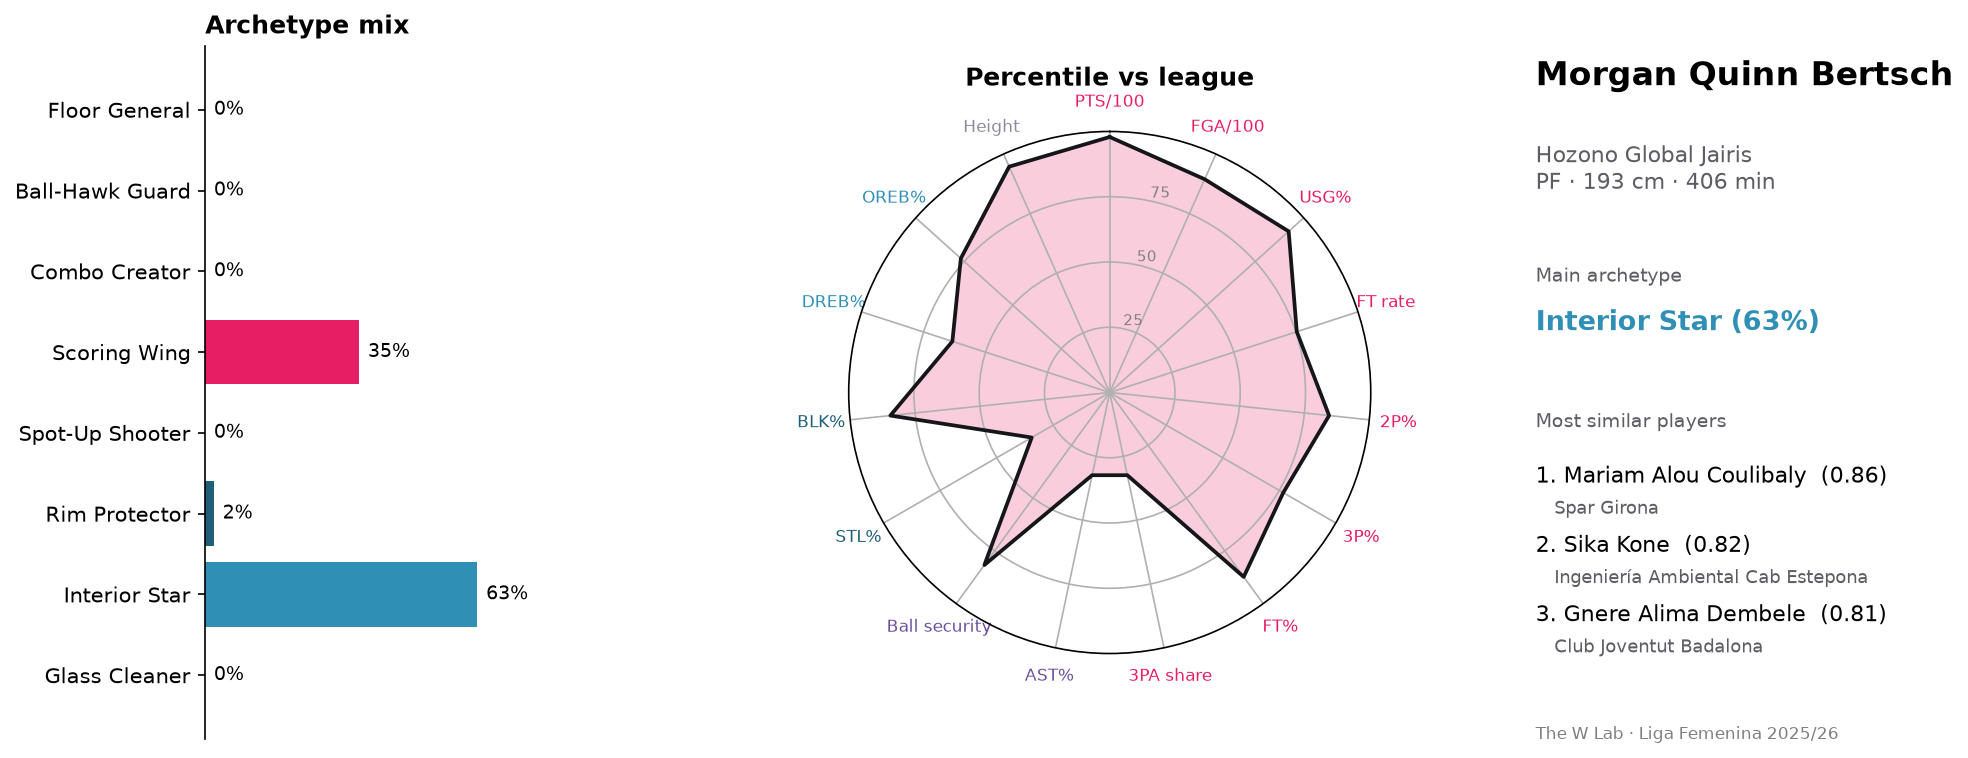 Archetype mix
Floor General
0%
Ball-Hawk Guard
0%
Combo Creator
0%
Scoring Wing
35%
Spot-Up Shooter
0%
Rim Protector
2%
Interior Star
63%
Glass Cleaner
0%
Percentile vs league
PTS/100
FGA/100
USG%
FT rate
2P%
3P%
FT%
3PA share
AST%
Ball security
STL%
BLK%
DREB%
OREB%
Height
25
50
75
Morgan Quinn Bertsch
Hozono Global Jairis
PF · 193 cm · 406 min
Main archetype
Interior Star (63%)
Most similar players
1. Mariam Alou Coulibaly (0.86)
Spar Girona
2. Sika Kone (0.82)
Ingeniería Ambiental Cab Estepona
3. Gnere Alima Dembele (0.81)
Club Joventut Badalona
The W Lab · Liga Femenina 2025/26